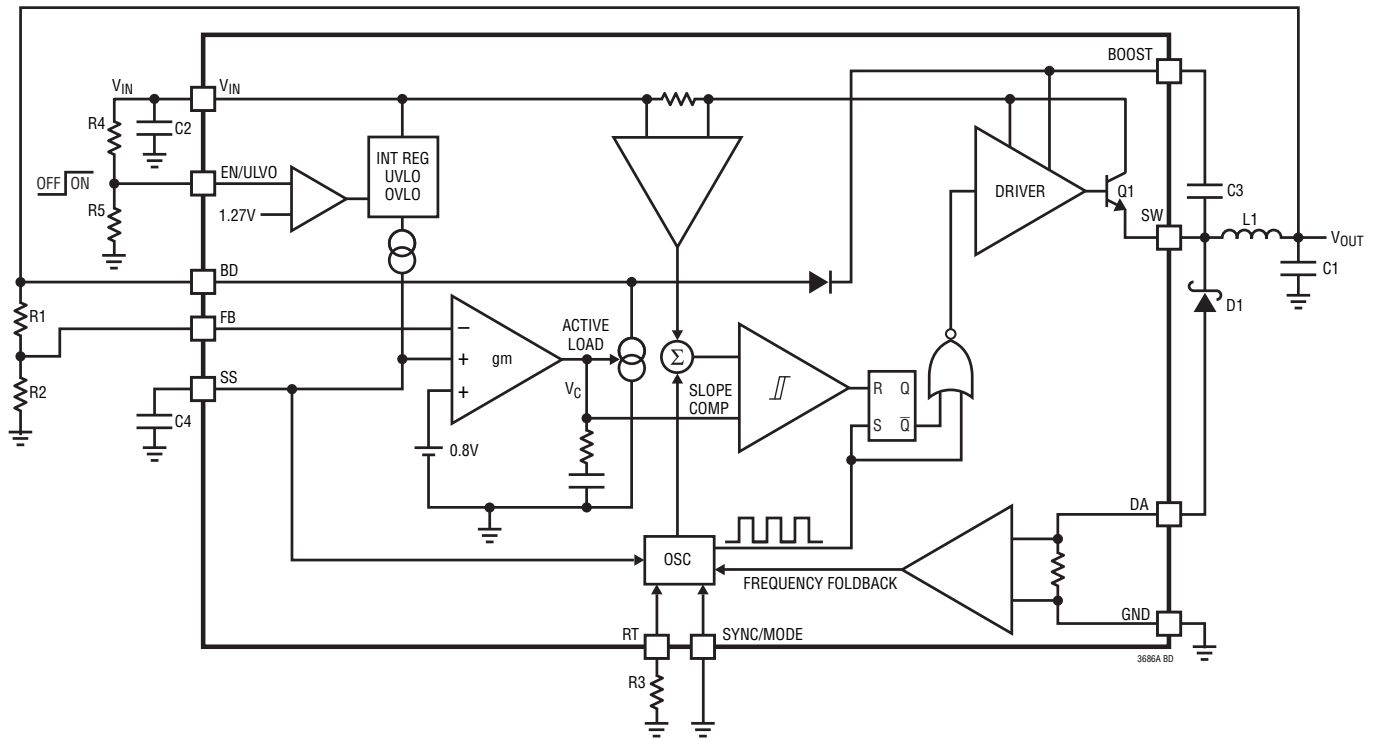 BOOST
VIN
VIN
R4
C2
INT REG
UVLO
OVLO
EN/ULVO
OFF ON
DRIVER
Q1
C3
1.27V
R5
SW
L1
VOUT
BD
C1
R1
FB
D1
ACTIVE
LOAD
gm
Σ
SS
R2
VC
SLOPE
COMP
R Q
S Q
C4
0.8V
DA
OSC
FREQUENCY FOLDBACK
GND
RT
SYNC/MODE
3686A BD
R3